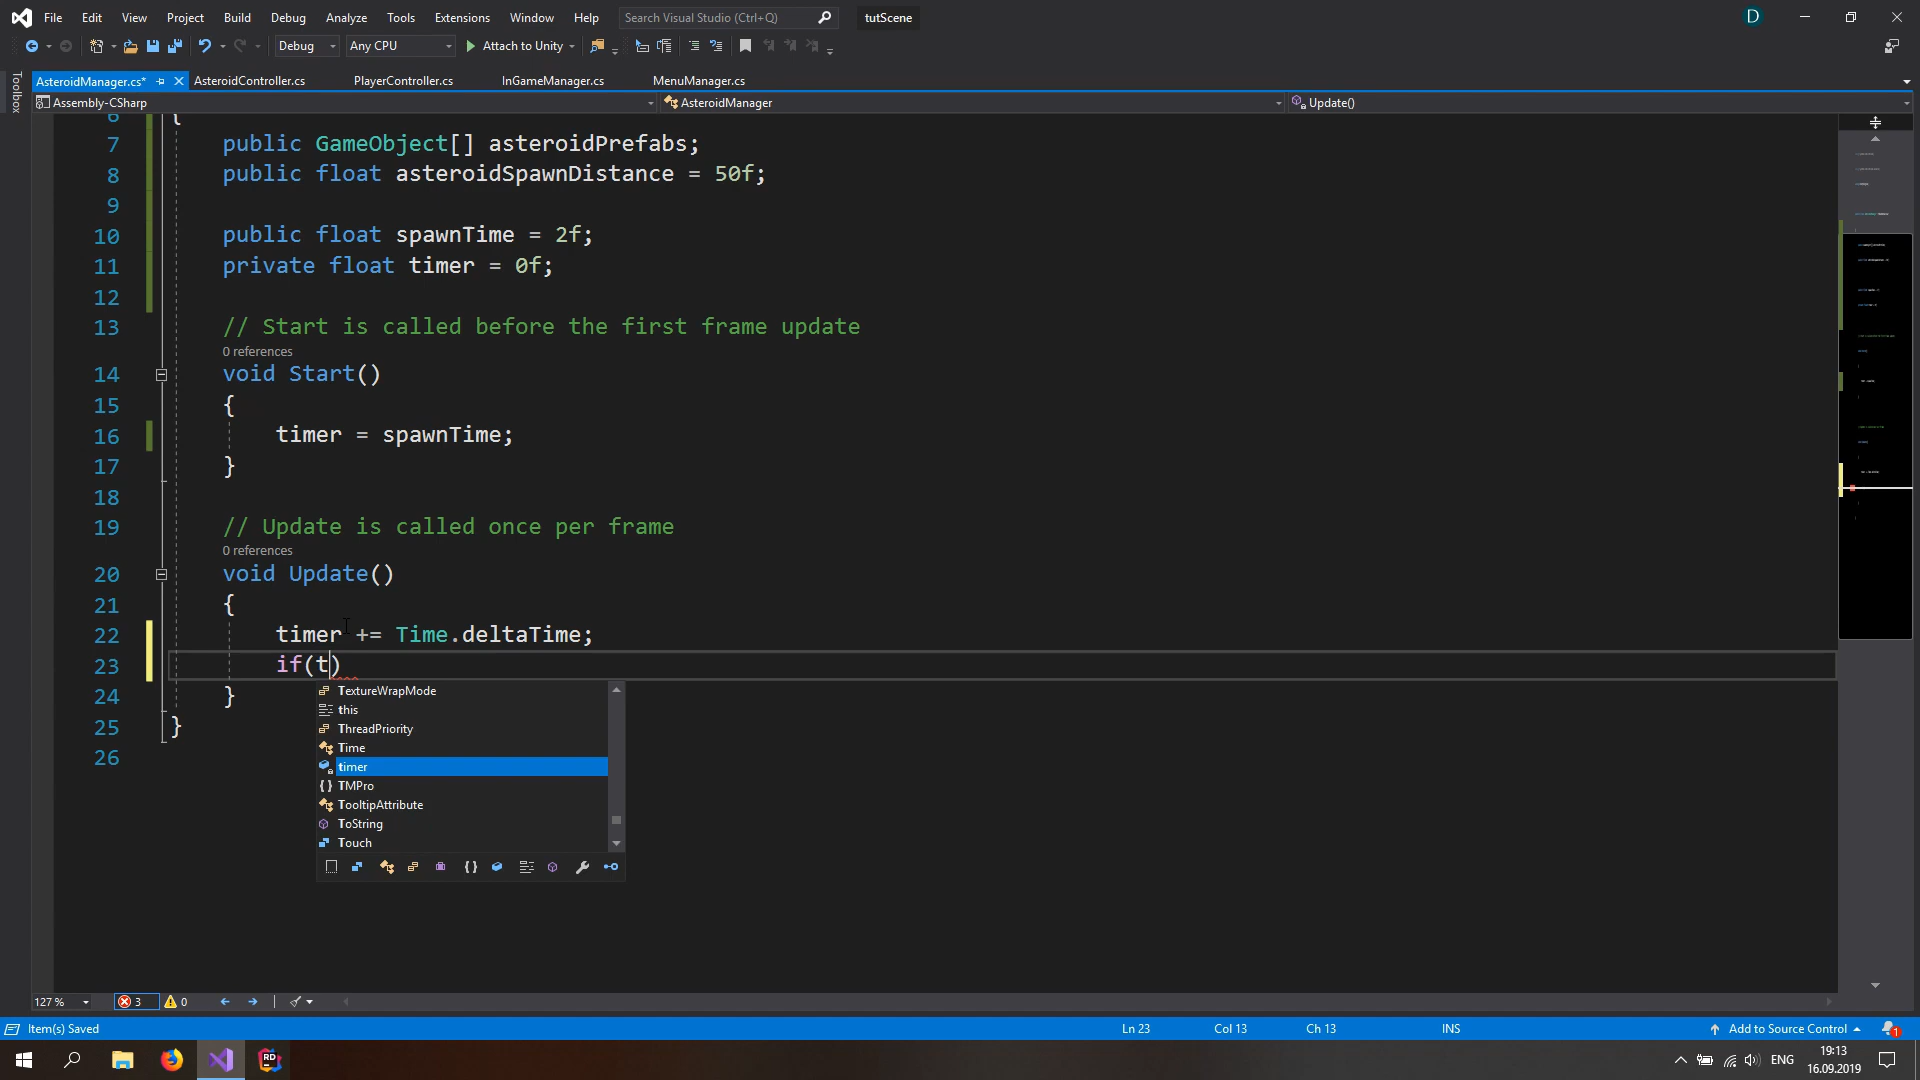 File Edit View Project Build Debug Analyze Tools Extensions Window Help Search Visual Studio (Ctrl+Q) tutScene D
Debug Any CPU Attach to Unity
Toolbox
AsteroidManager.cs* AsteroidController.cs PlayerController.cs InGameManager.cs MenuManager.cs
Assembly-CSharp AsteroidManager Update()
6 {
7 public GameObject[] asteroidPrefabs;
8 public float asteroidSpawnDistance = 50f;
9
10 public float spawnTime = 2f;
11 private float timer = 0f;
12
13 // Start is called before the first frame update
0 references
14 void Start()
15 {
16 timer = spawnTime;
17 }
18
19 // Update is called once per frame
0 references
20 void Update()
21 {
22 timer += Time.deltaTime;
23 if(t)
24 }
25 }
26
TextureWrapMode
this
ThreadPriority
Time
timer
{ } TMPro
TooltipAttribute
ToString
Touch
127 % 3 0
Item(s) Saved Ln 23 Col 13 Ch 13 INS Add to Source Control 1
RD ENG 19:13
16.09.2019